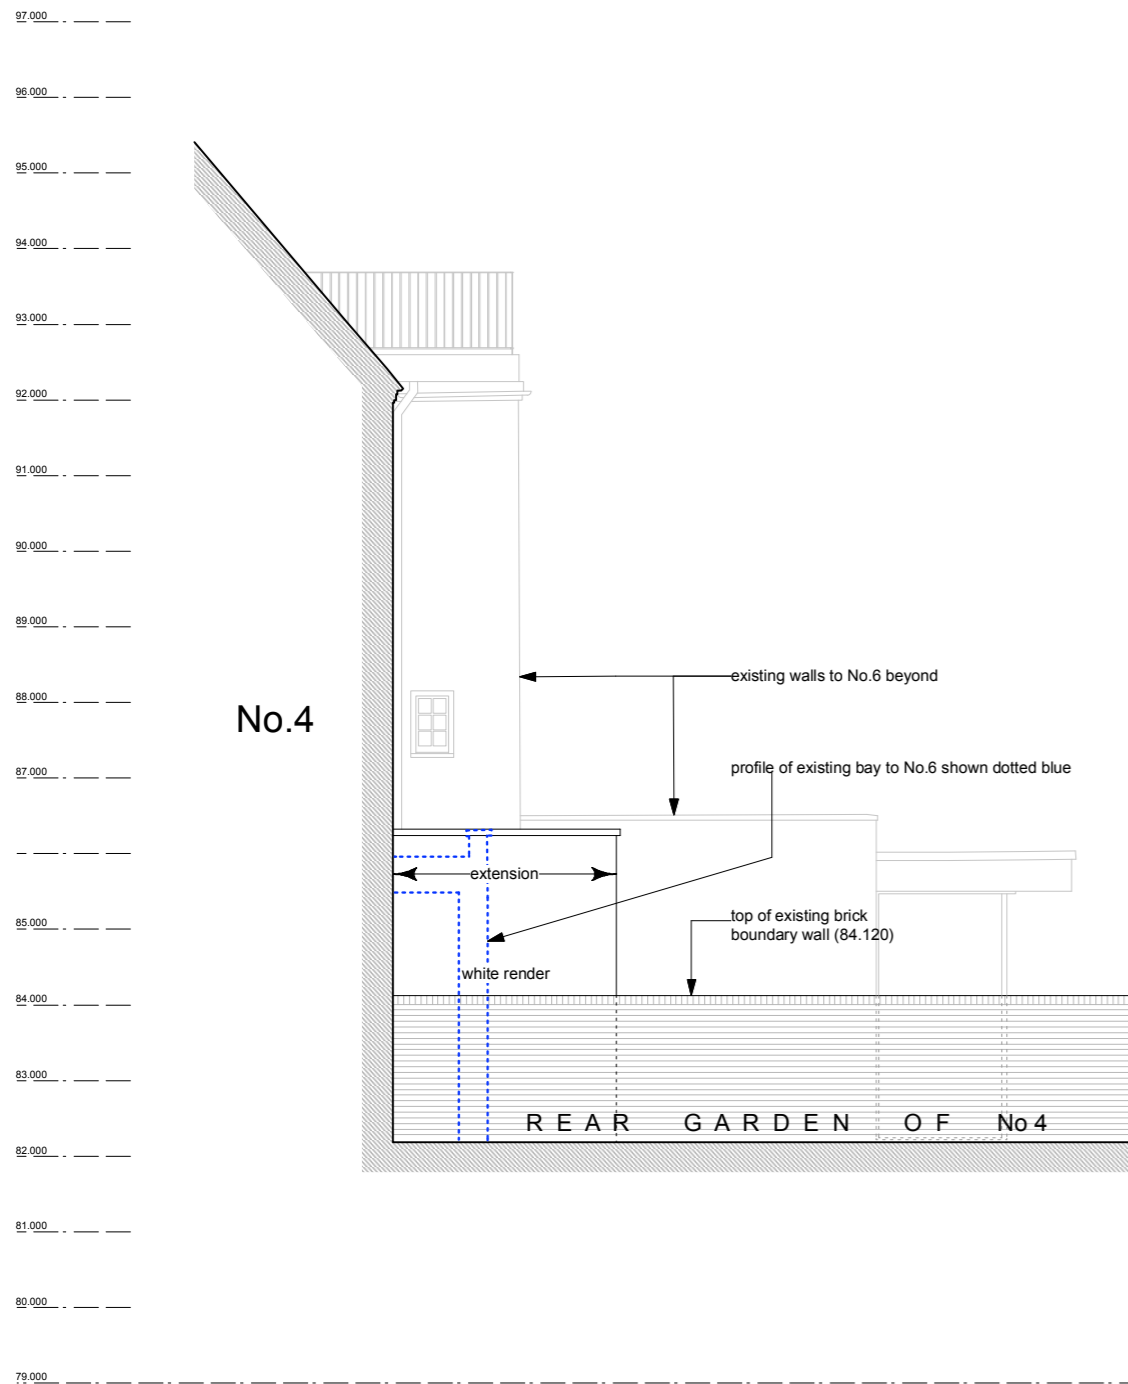 97.000
96.000
95.000
94.000
93.000
92.000
91.000
90.000
89.000
88.000
87.000
85.000
84.000
83.000
82.000
81.000
80.000
79.000
No.4
existing walls to No.6 beyond
profile of existing bay to No.6 shown dotted blue
extension
top of existing brick
boundary wall (84.120)
white render
REAR GARDEN OF No 4